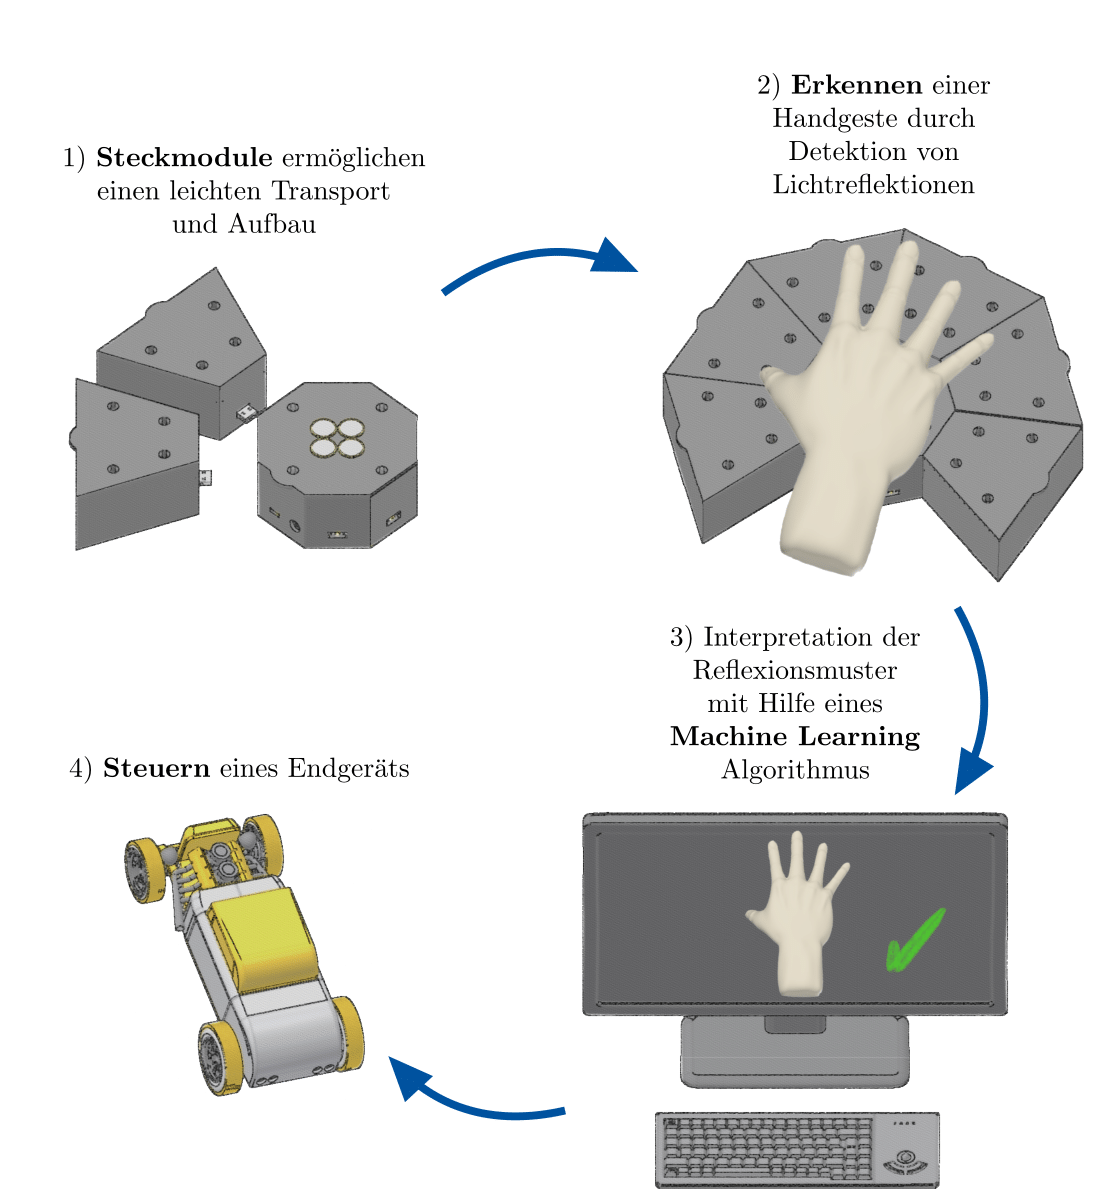 1) Steckmodule ermöglichen
einen leichten Transport
und Aufbau
2) Erkennen einer
Handgeste durch
Detektion von
Lichtreflektionen
3) Interpretation der
Reflexionsmuster
mit Hilfe eines
Machine Learning
Algorithmus
4) Steuern eines Endgeräts